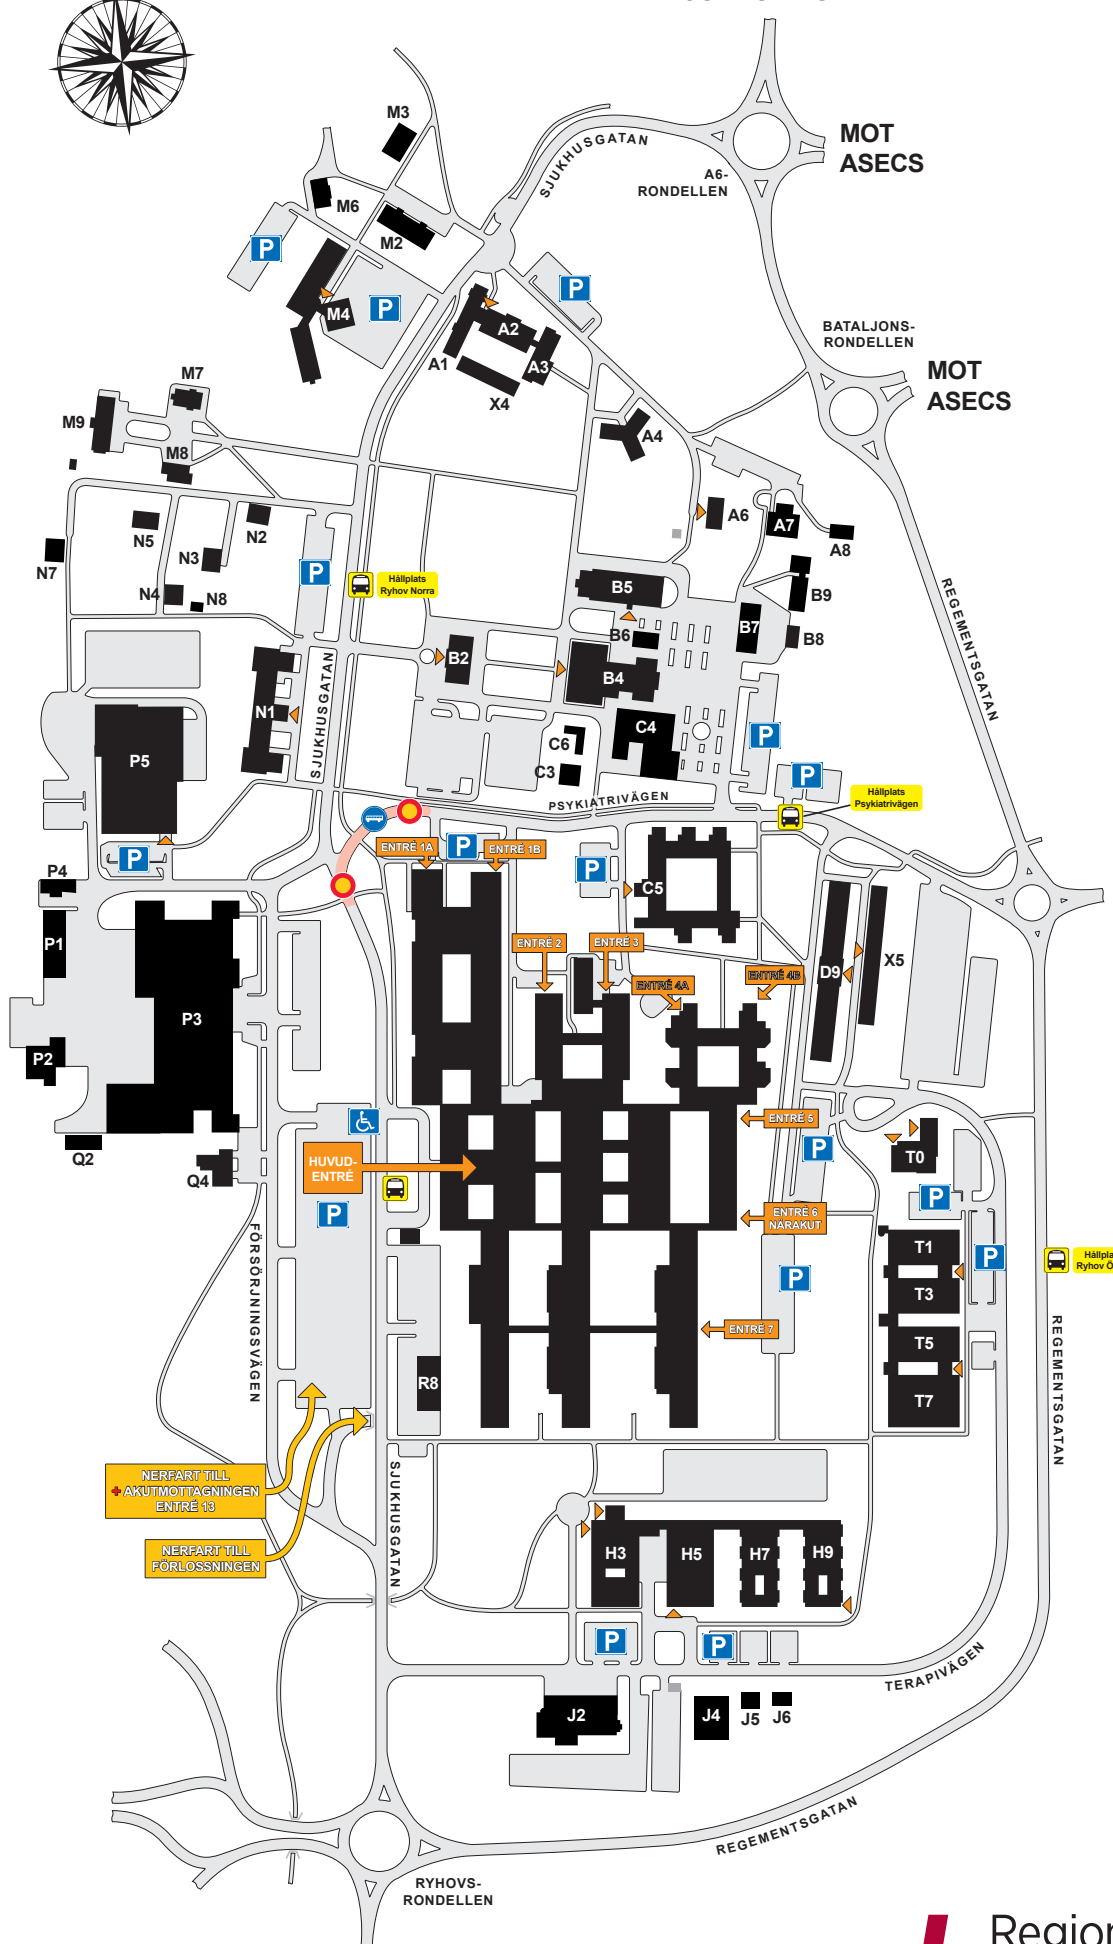 M3
SJUKHUSGATAN
MOT
ASECS
A6-
RONDELLEN
M6
M2
P
P
P
M4
A2
A1
A3
X4
BATALJONS-
RONDELLEN
MOT
ASECS
M7
M9
M8
A4
N5
N2
N3
N7
N4
N8
P
A6
A7
A8
Hållplats
Ryhov Norra
B5
B9
B6
B7
B8
REGEMENTSGATAN
B2
B4
N1
SJUKHUSGATAN
C4
C6
C3
P
P
P5
PSYKIATRIVÄGEN
Hållplats
Psykiatrivägen
ENTRÉ 1A
P
ENTRÉ 1B
P
P
P4
C5
P1
ENTRÉ 2
ENTRÉ 3
ENTRÉ 4A
ENTRÉ 4B
D9
X5
P3
P2
ENTRÉ 5
P
T0
Q2
Q4
HUVUD-
ENTRÉ
P
P
ENTRÉ 6
NÄRAKUT
T1
P
Hållpla
Ryhov Ö
P
T3
FÖRSÖRJNINGSVÄGEN
ENTRÉ 7
T5
T7
R8
REGEMENTSGATAN
NERFART TILL
+ AKUTMOTTAGNINGEN
ENTRÉ 13
SJUKHUSGATAN
NERFART TILL
FÖRLOSSNINGEN
H3
H5
H7
H9
P
P
TERAPIVÄGEN
J2
J4
J5
J6
REGEMENTSGATAN
RYHOVS-
RONDELLEN
Region